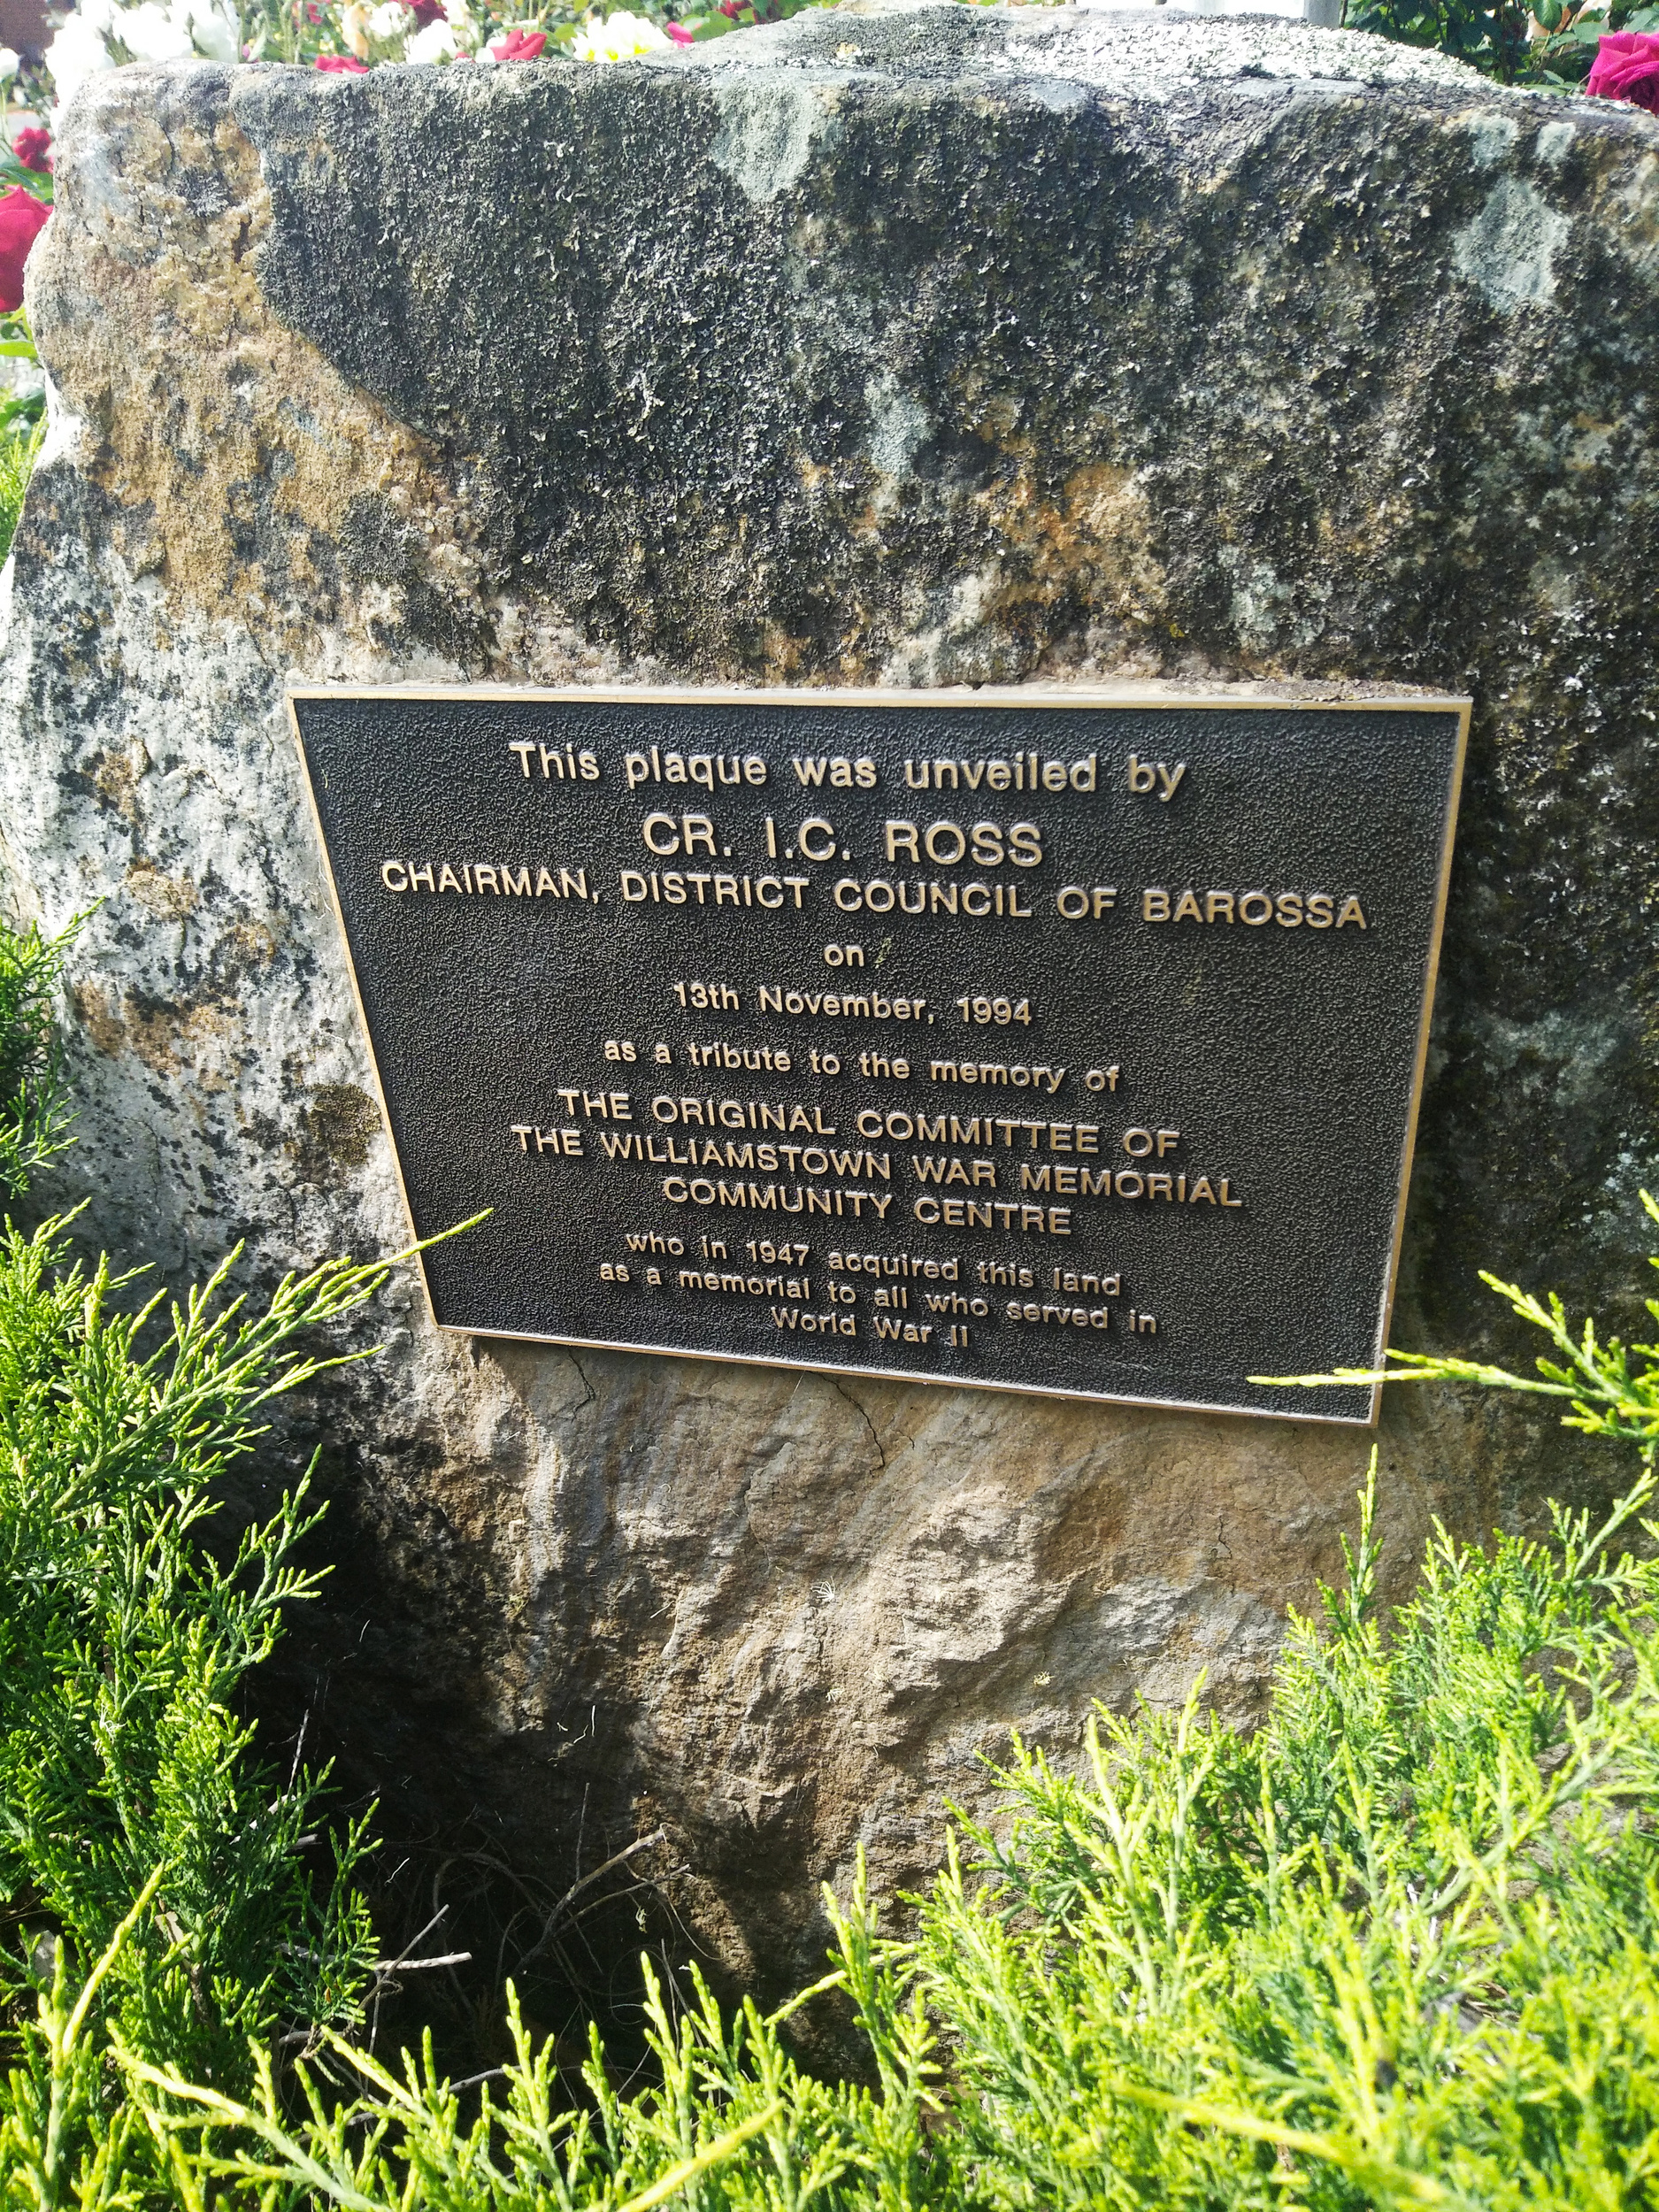 This plaque was unveiled by
CR. I.C. ROSS
CHAIRMAN, DISTRICT COUNCIL OF BAROSSA
on
13th November, 1994
as a tribute to the memory of
THE ORIGINAL COMMITTEE OF
THE WILLIAMSTOWN WAR MEMORIAL
COMMUNITY CENTRE
who in 1947 acquired this land
as a memorial to all who served in
World War II